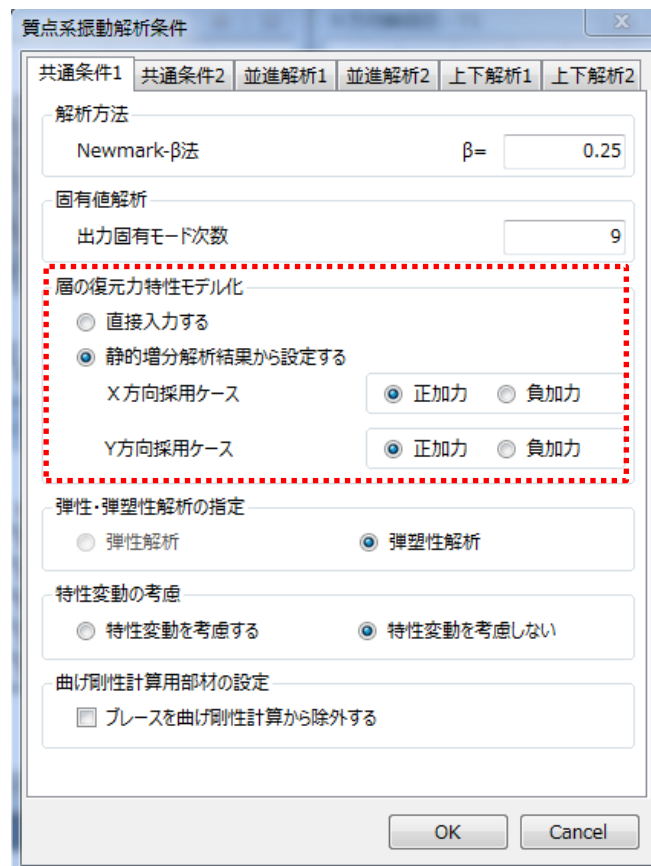 質点系振動解析条件
共通条件1 共通条件2 並進解析1 並進解析2 上下解析1 上下解析2
解析方法
Newmark-β法 β= 0.25
固有値解析
出力固有モード次数 9
層の復元力特性モデル化
直接入力する
静的増分解析結果から設定する
X方向採用ケース 正加力 負加力
Y方向採用ケース 正加力 負加力
弾性・弾塑性解析の指定
弾性解析 弾塑性解析
特性変動の考慮
特性変動を考慮する 特性変動を考慮しない
曲げ剛性計算用部材の設定
ブレースを曲げ剛性計算から除外する
OK Cancel